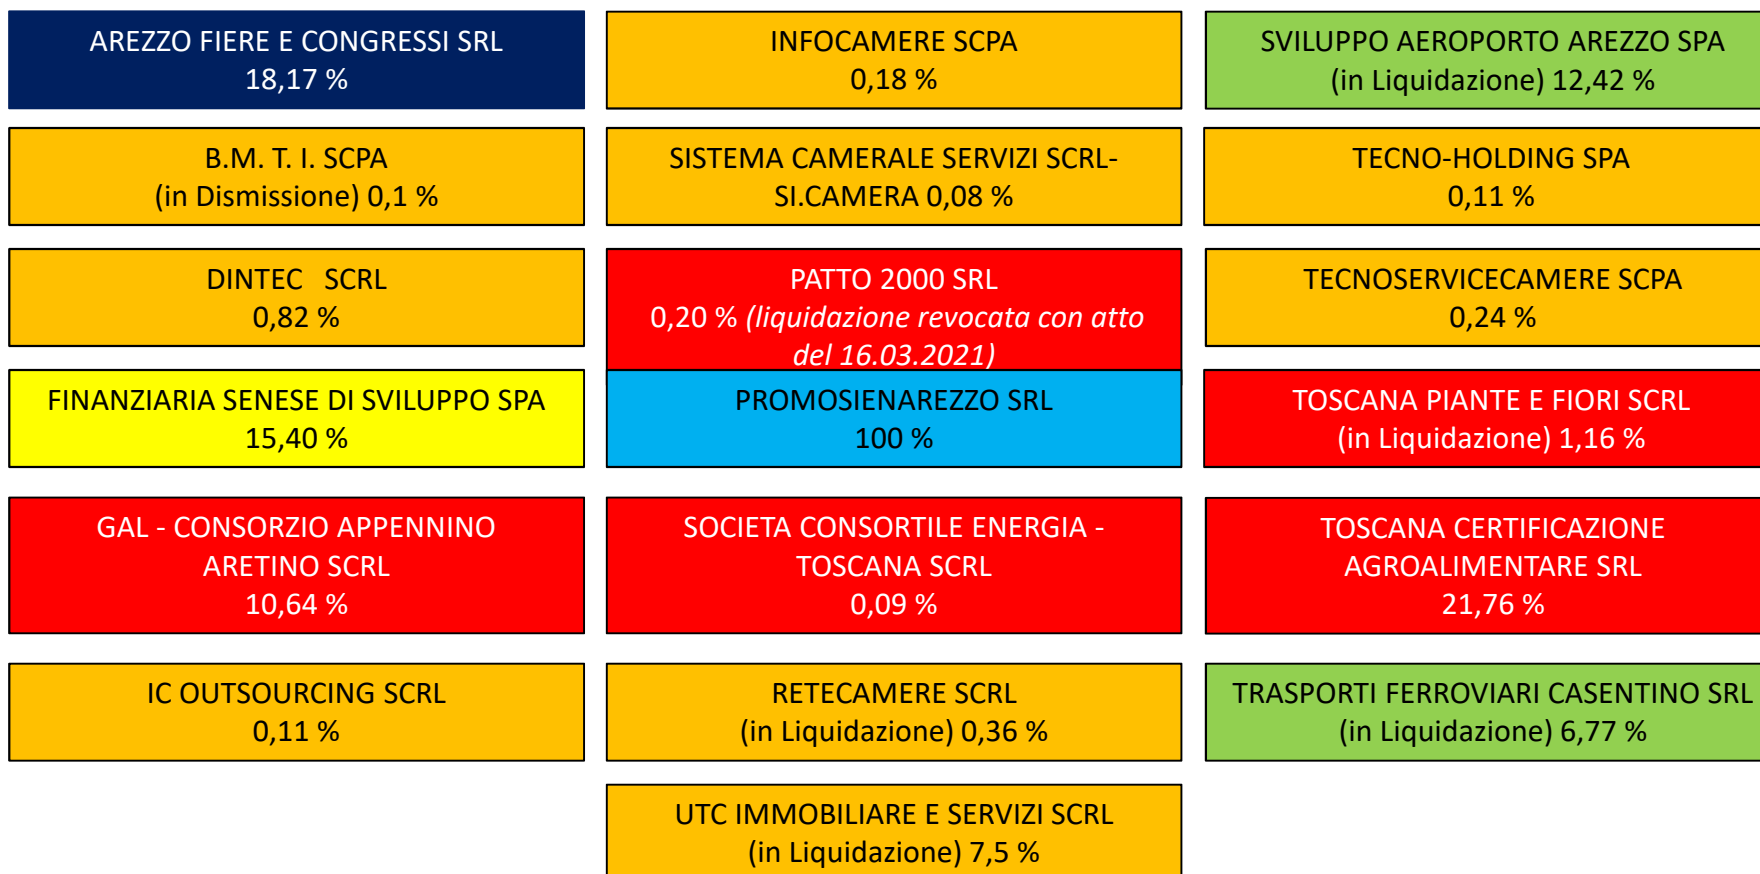 AREZZO FIERE E CONGRESSI SRL
18,17 %
INFOCAMERE SCPA
0,18 %
SVILUPPO AEROPORTO AREZZO SPA
(in Liquidazione) 12,42 %
B.M. T. I. SCPA
(in Dismissione) 0,1 %
SISTEMA CAMERALE SERVIZI SCRL-
SI.CAMERA 0,08 %
TECNO-HOLDING SPA
0,11 %
DINTEC SCRL
0,82 %
PATTO 2000 SRL
0,20 % (liquidazione revocata con atto
del 16.03.2021)
TECNOSERVICECAMERE SCPA
0,24 %
FINANZIARIA SENESE DI SVILUPPO SPA
15,40 %
PROMOSIENAREZZO SRL
100 %
TOSCANA PIANTE E FIORI SCRL
(in Liquidazione) 1,16 %
GAL - CONSORZIO APPENNINO
ARETINO SCRL
10,64 %
SOCIETA CONSORTILE ENERGIA -
TOSCANA SCRL
0,09 %
TOSCANA CERTIFICAZIONE
AGROALIMENTARE SRL
21,76 %
IC OUTSOURCING SCRL
0,11 %
RETECAMERE SCRL
(in Liquidazione) 0,36 %
TRASPORTI FERROVIARI CASENTINO SRL
(in Liquidazione) 6,77 %
UTC IMMOBILIARE E SERVIZI SCRL
(in Liquidazione) 7,5 %